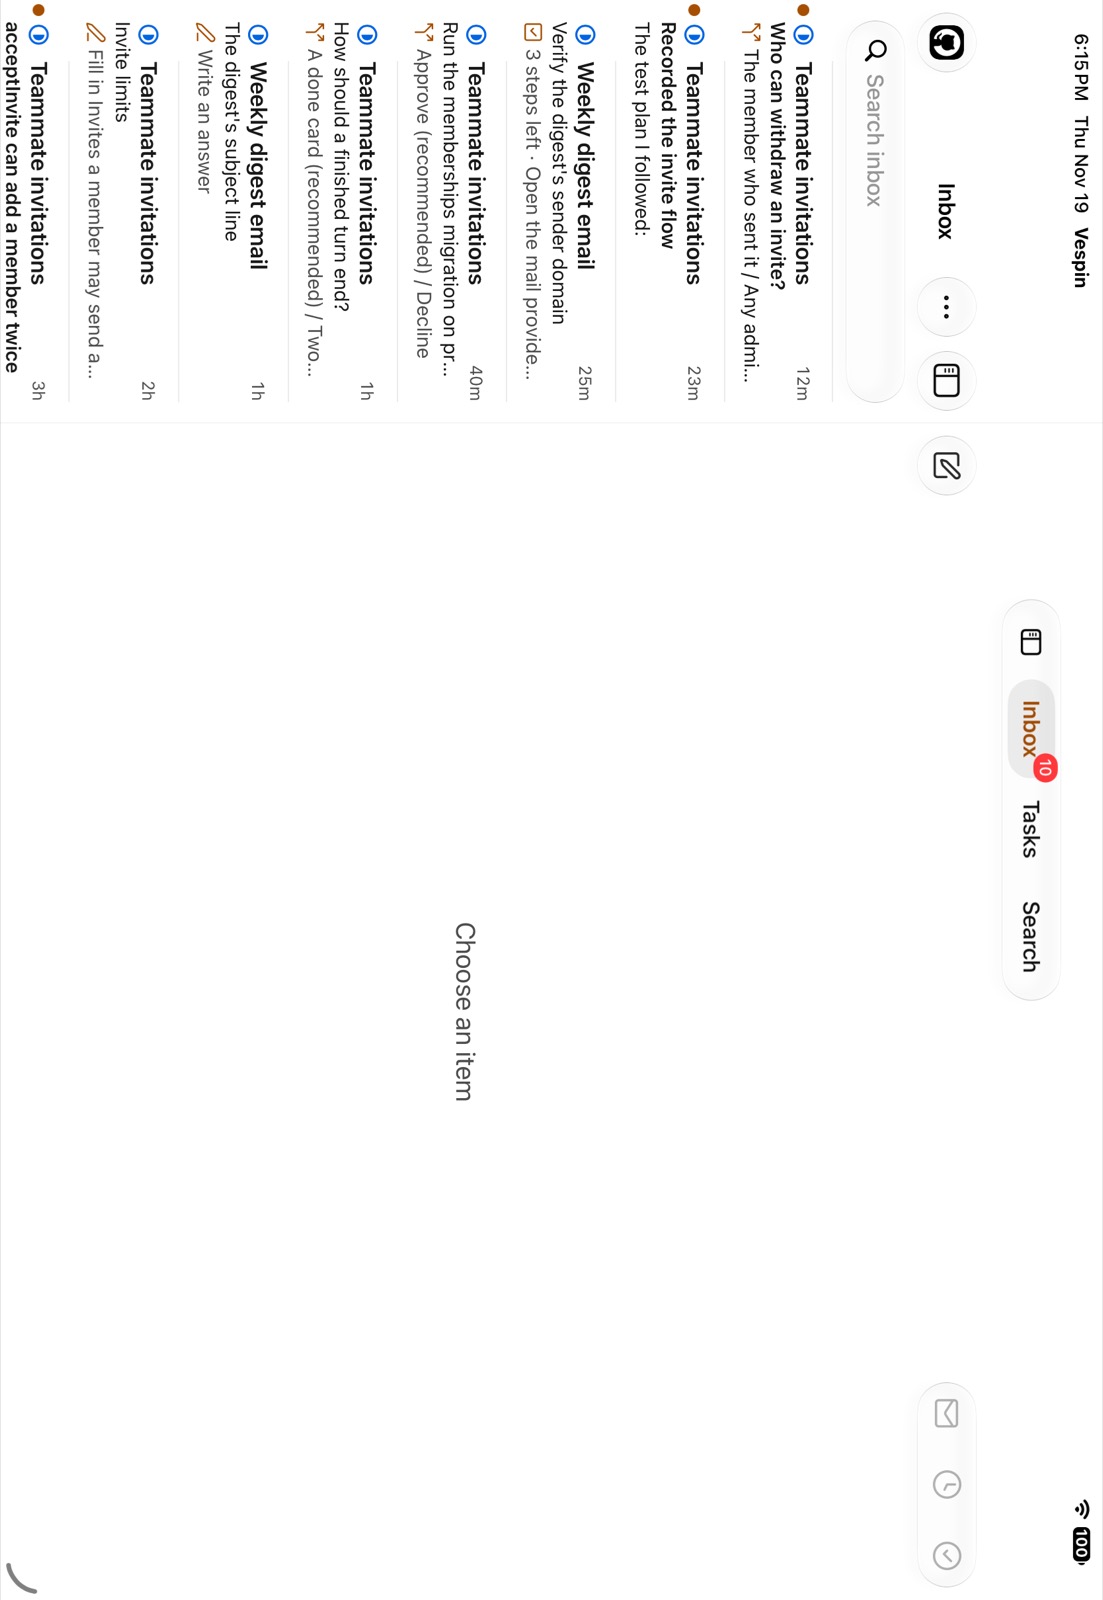 6:15 PM Thu Nov 19 Vespin
100
Inbox 10 Tasks Search
Inbox
Search inbox
Teammate invitations 12m
Who can withdraw an invite?
The member who sent it / Any admi...
Teammate invitations 23m
Recorded the invite flow
The test plan I followed:
Weekly digest email 25m
Verify the digest's sender domain
3 steps left · Open the mail provide...
Teammate invitations 40m
Run the memberships migration on pr...
Approve (recommended) / Decline
Teammate invitations 1h
How should a finished turn end?
A done card (recommended) / Two...
Weekly digest email 1h
The digest's subject line
Write an answer
Teammate invitations 2h
Invite limits
Fill in Invites a member may send a...
Teammate invitations 3h
acceptInvite can add a member twice
Choose an item